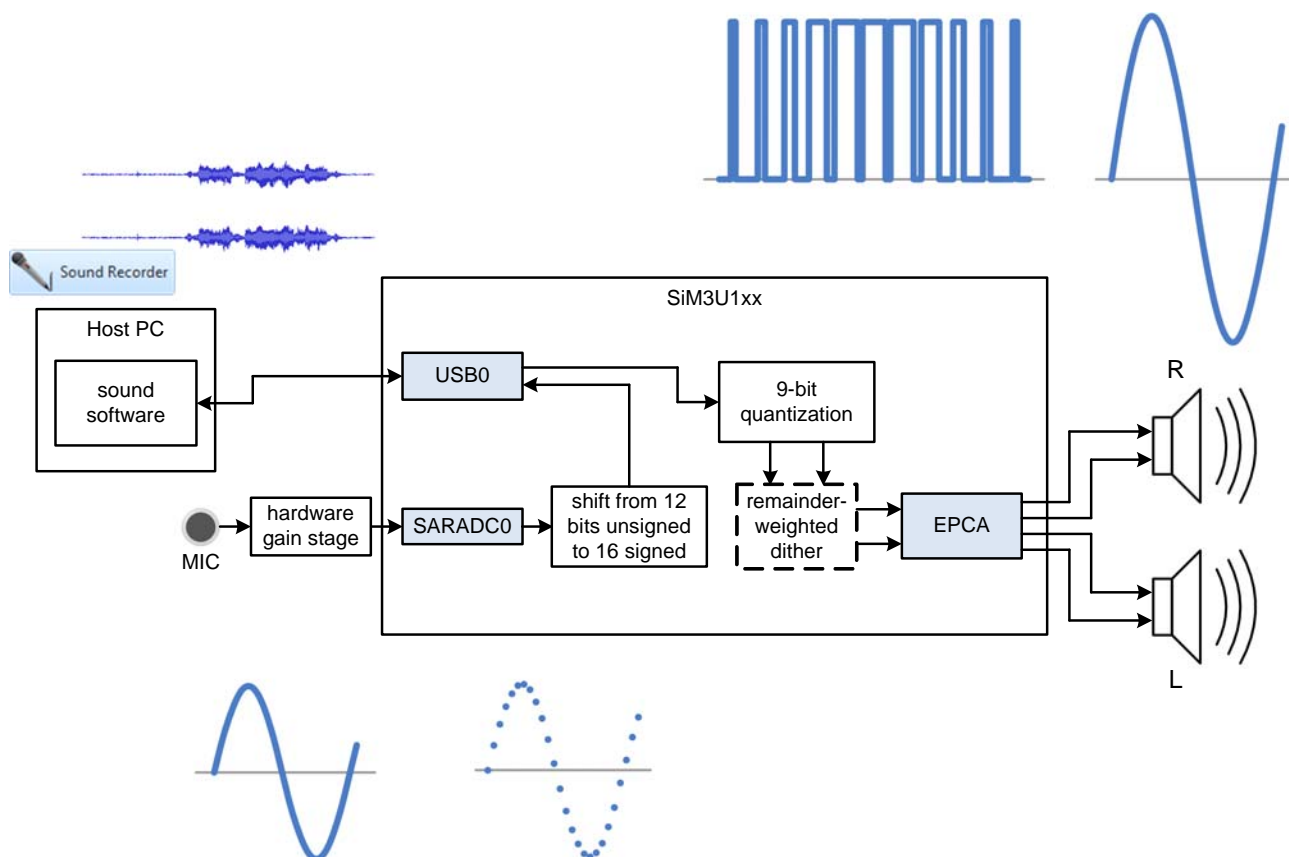 Sound Recorder
SiM3U1xx
Host PC
sound
software
USB0
9-bit
quantization
R
MIC
hardware
gain stage
SARADC0
shift from 12
bits unsigned
to 16 signed
remainder-
weighted
dither
EPCA
L